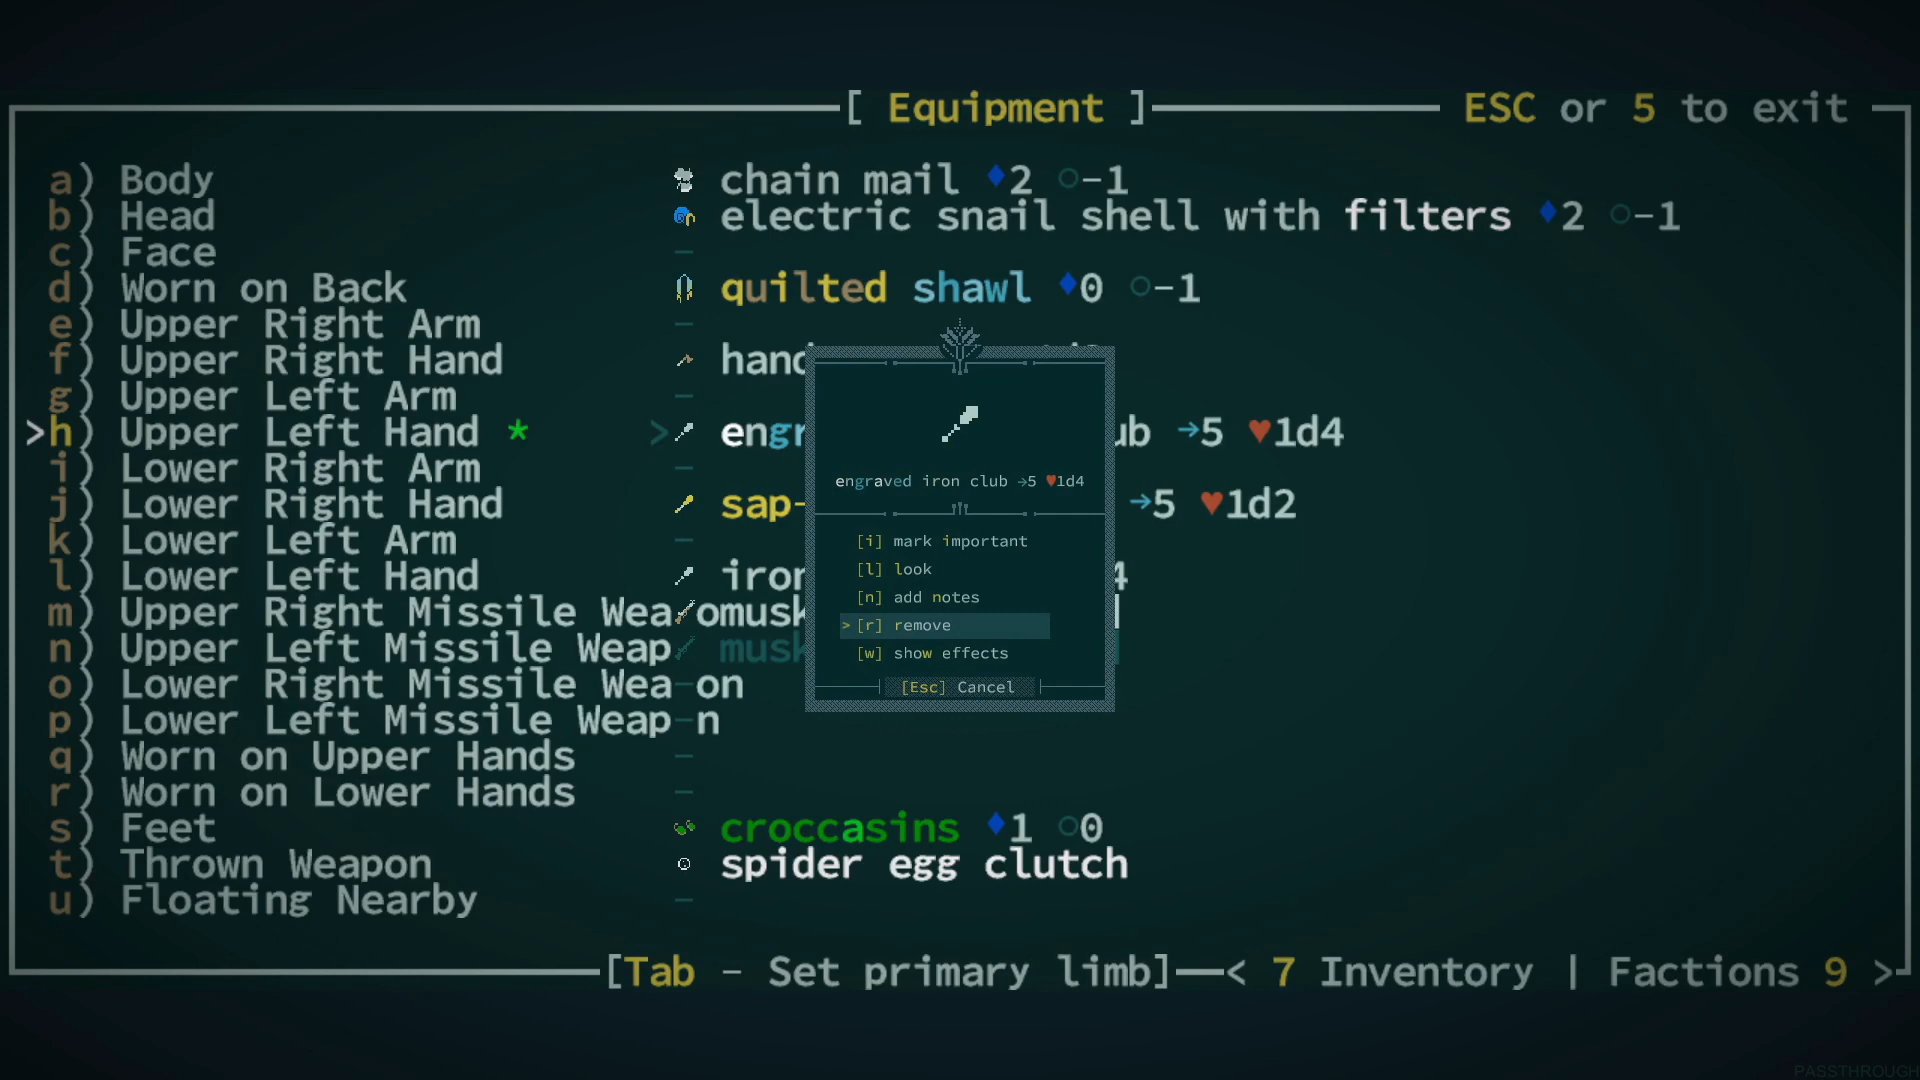 [ Equipment ] ESC or 5 to exit
a) Body chain mail ♦2 ○-1
b) Head electric snail shell with filters ♦2 ○-1
c) Face –
d) Worn on Back quilted shawl ♦0 ○-1
e) Upper Right Arm –
f) Upper Right Hand hand
g) Upper Left Arm –
>h) Upper Left Hand * > engr ub →5 ♥1d4
i) Lower Right Arm –
j) Lower Right Hand sap- →5 ♥1d2
k) Lower Left Arm –
l) Lower Left Hand iron 4
m) Upper Right Missile Wea omusk
n) Upper Left Missile Weap musk
o) Lower Right Missile Wea–on
p) Lower Left Missile Weap–n
q) Worn on Upper Hands –
r) Worn on Lower Hands –
s) Feet croccasins ♦1 ○0
t) Thrown Weapon spider egg clutch
u) Floating Nearby –
engraved iron club →5 ♥1d4
[i] mark important
[l] look
[n] add notes
> [r] remove
[w] show effects
[Esc] Cancel
[Tab - Set primary limb] < 7 Inventory | Factions 9 >
PASSTHROUGH